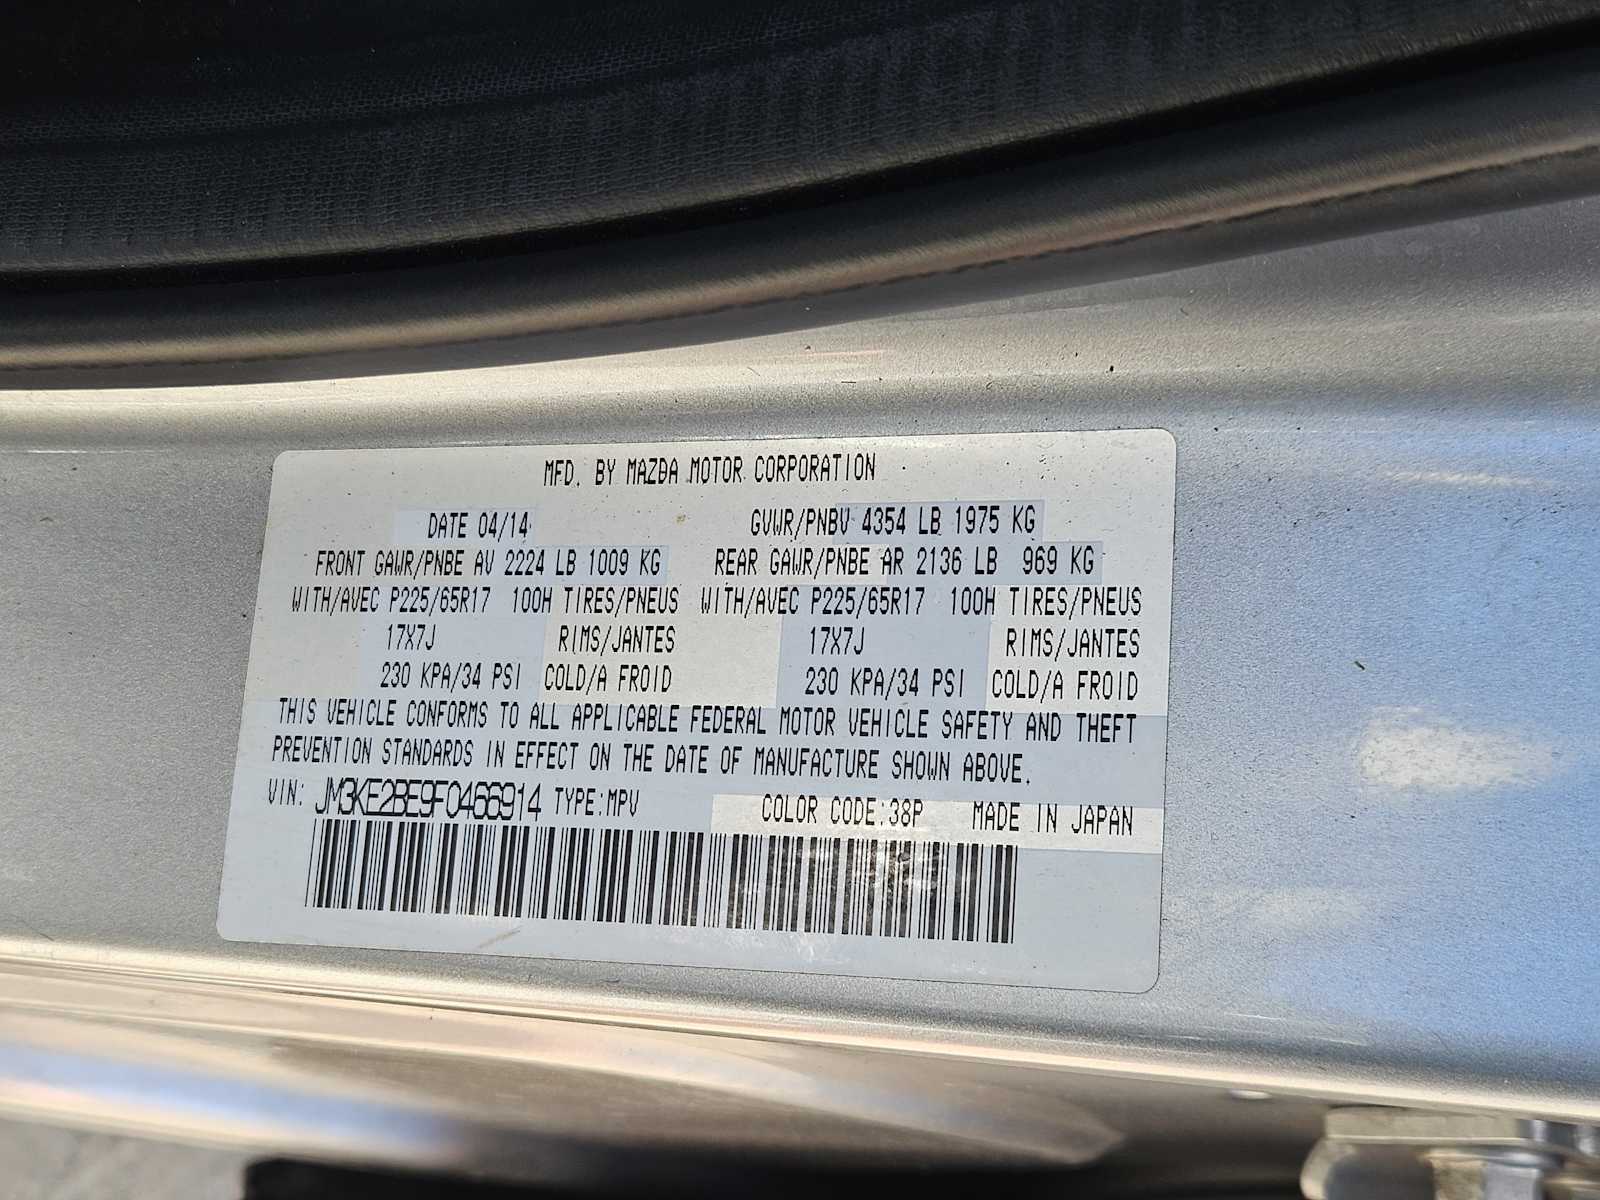 MFD. BY MAZDA MOTOR CORPORATION
DATE 04/14 GVWR/PNBV 4354 LB 1975 KG
FRONT GAWR/PNBE AV 2224 LB 1009 KG REAR GAWR/PNBE AR 2136 LB 969 KG
WITH/AVEC P225/65R17 100H TIRES/PNEUS WITH/AVEC P225/65R17 100H TIRES/PNEUS
17X7J RIMS/JANTES 17X7J RIMS/JANTES
230 KPA/34 PSI COLD/A FROID 230 KPA/34 PSI COLD/A FROID
THIS VEHICLE CONFORMS TO ALL APPLICABLE FEDERAL MOTOR VEHICLE SAFETY AND THEFT
PREVENTION STANDARDS IN EFFECT ON THE DATE OF MANUFACTURE SHOWN ABOVE.
VIN: JM3KE2BE9F0466914 TYPE:MPV COLOR CODE:38P MADE IN JAPAN